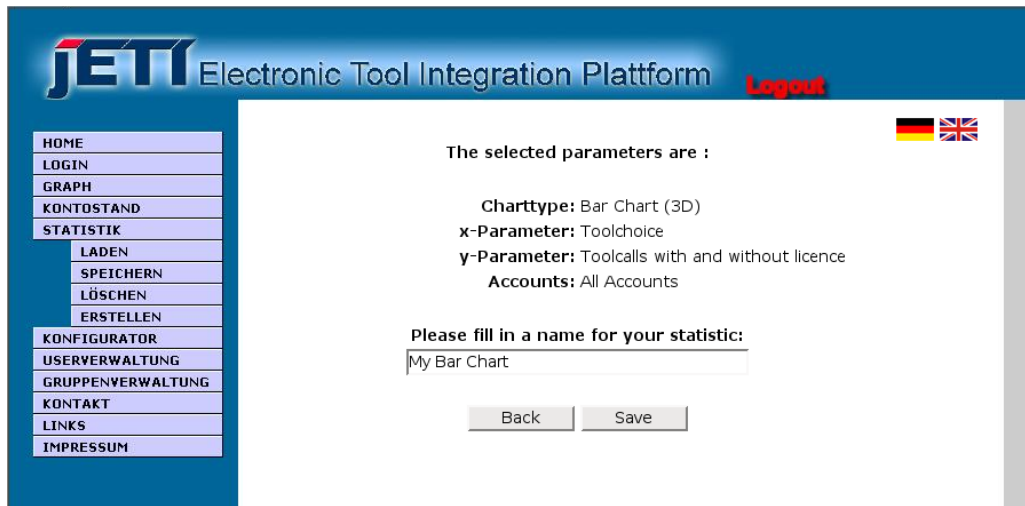 jETI Electronic Tool Integration Plattform
Logout
HOME
LOGIN
GRAPH
KONTOSTAND
STATISTIK
LADEN
SPEICHERN
LÖSCHEN
ERSTELLEN
KONFIGURATOR
USERVERWALTUNG
GRUPPENVERWALTUNG
KONTAKT
LINKS
IMPRESSUM
The selected parameters are :
Charttype: Bar Chart (3D)
x-Parameter: Toolchoice
y-Parameter: Toolcalls with and without licence
Accounts: All Accounts
Please fill in a name for your statistic:
My Bar Chart
Back Save